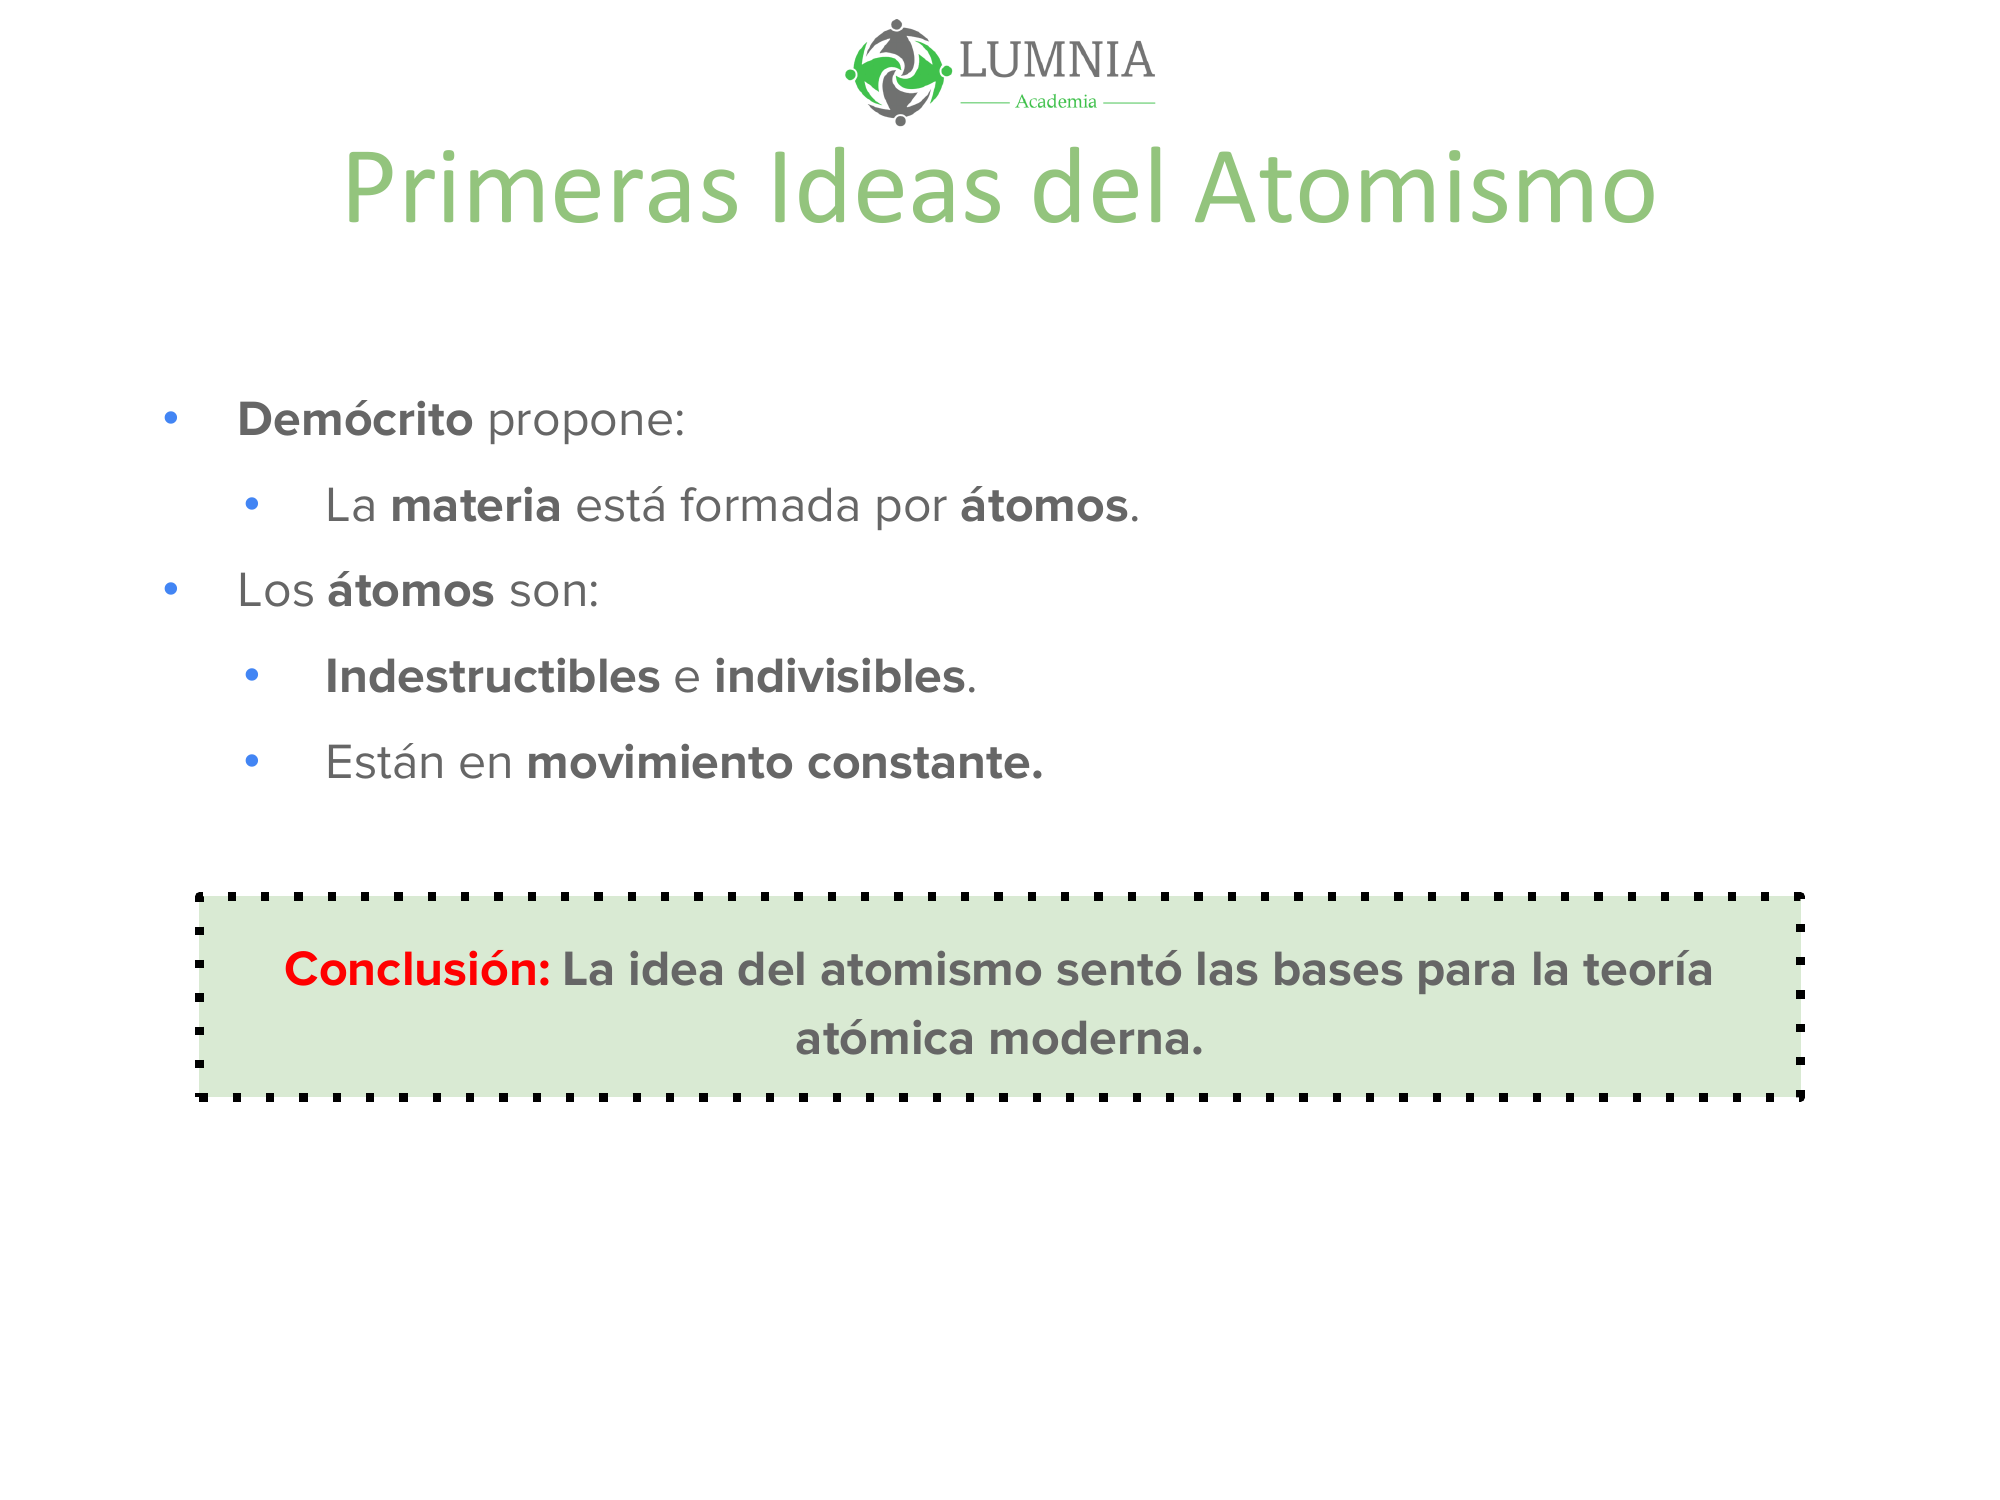 LUMNIA
Academia
Primeras Ideas del Atomismo
• Demócrito propone:
• La materia está formada por átomos.
• Los átomos son:
• Indestructibles e indivisibles.
• Están en movimiento constante.
Conclusión: La idea del atomismo sentó las bases para la teoría
atómica moderna.